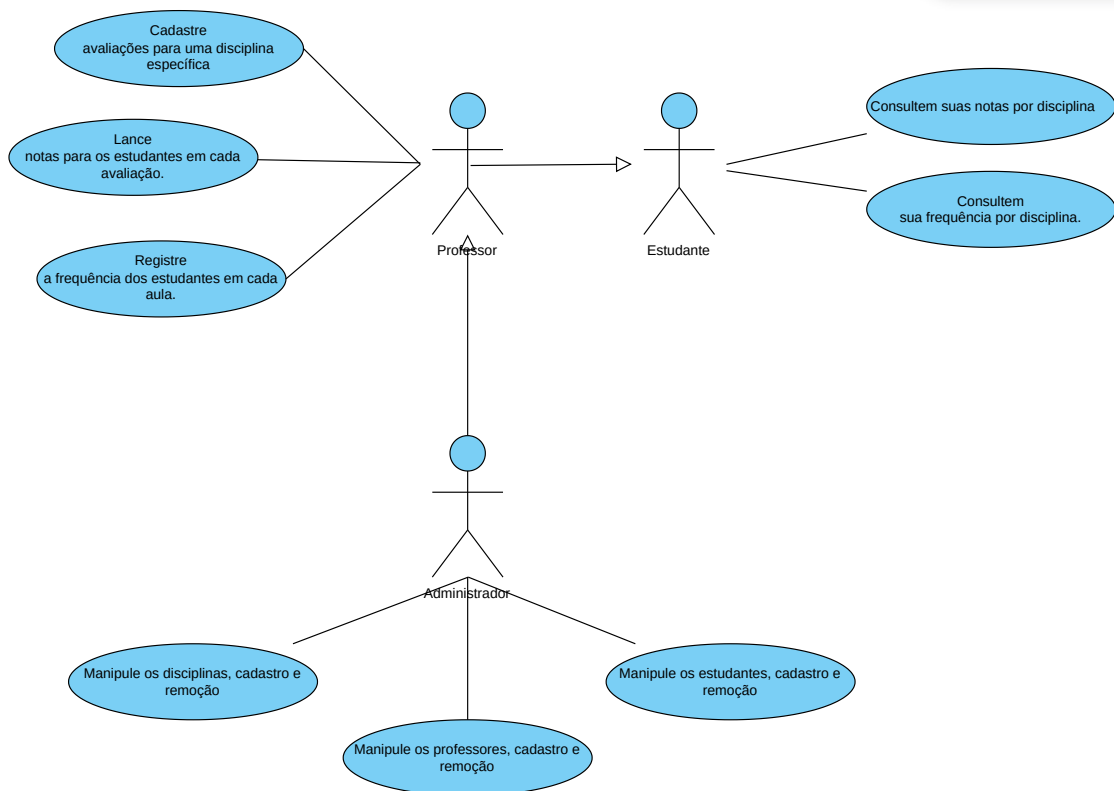 Cadastre
avaliações para uma disciplina
específica
Lance
notas para os estudantes em cada
avaliação.
Registre
a frequência dos estudantes em cada
aula.
Professor
Estudante
Consultem suas notas por disciplina
Consultem
sua frequência por disciplina.
Administrador
Manipule os disciplinas, cadastro e
remoção
Manipule os professores, cadastro e
remoção
Manipule os estudantes, cadastro e
remoção